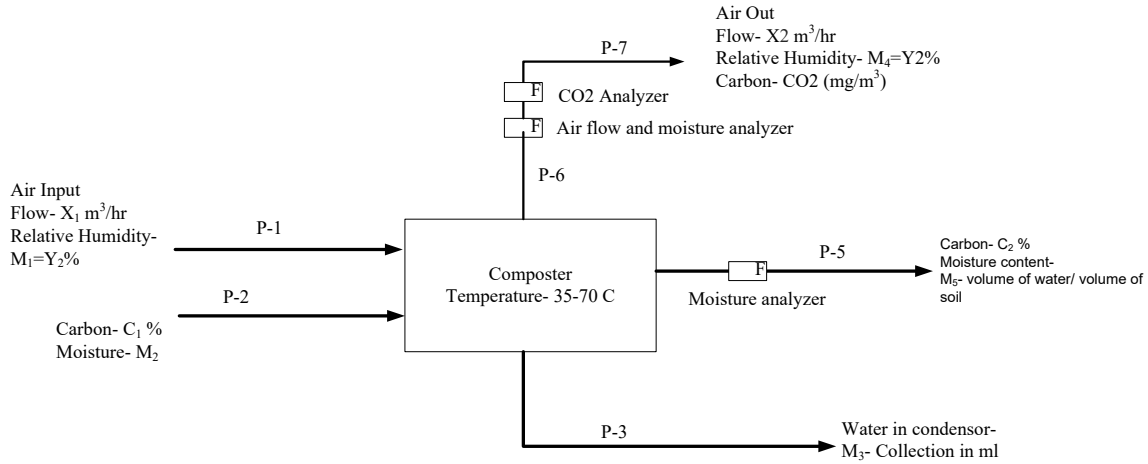 Air Out
Flow- X2 m³/hr
Relative Humidity- M₄=Y2%
Carbon- CO2 (mg/m³)
P-7
F
CO2 Analyzer
F
Air flow and moisture analyzer
P-6
Air Input
Flow- X₁ m³/hr
Relative Humidity-
M₁=Y₂%
P-1
P-2
Carbon- C₁ %
Moisture- M₂
Composter
Temperature- 35-70 C
F
Moisture analyzer
P-5
Carbon- C₂ %
Moisture content-
M₅- volume of water/ volume of
soil
P-3
Water in condensor-
M₃- Collection in ml